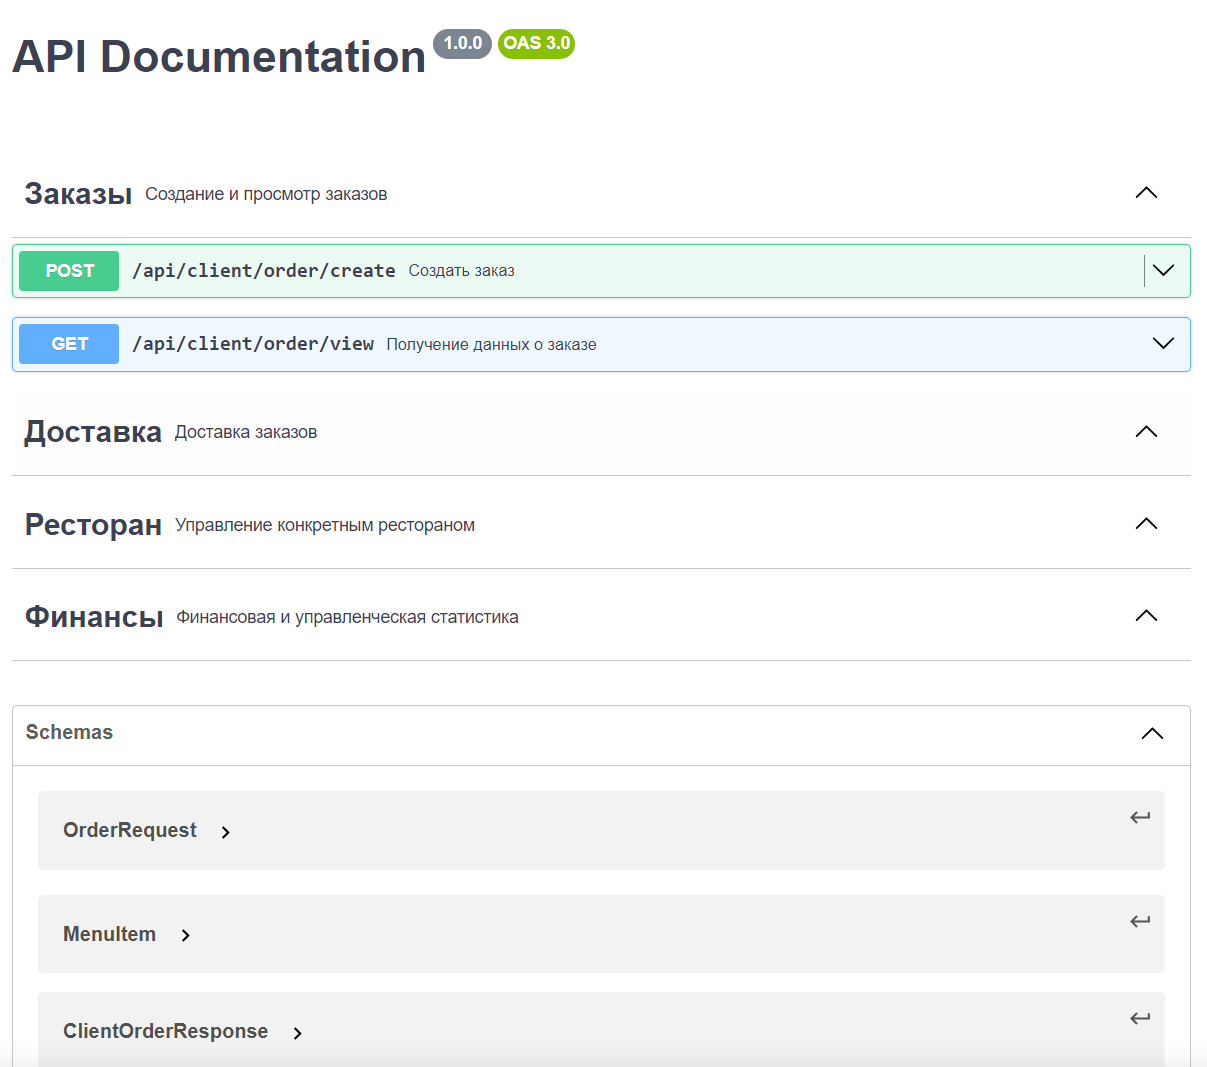 API Documentation 1.0.0 OAS 3.0
Заказы Создание и просмотр заказов
POST /api/client/order/create Создать заказ
GET /api/client/order/view Получение данных о заказе
Доставка Доставка заказов
Ресторан Управление конкретным рестораном
Финансы Финансовая и управленческая статистика
Schemas
OrderRequest
MenuItem
ClientOrderResponse